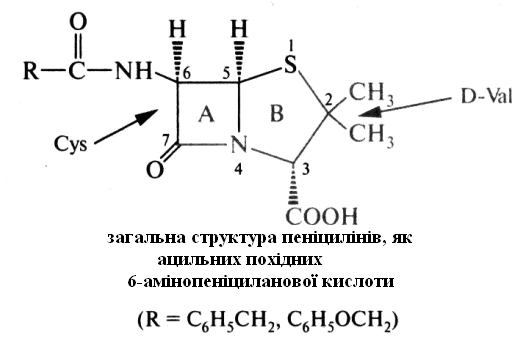 O
H H
R—C—NH 6 5 S 1
A B 2 CH₃
D-Val
CH₃
Cys
7 N 4 3
O
COOH
загальна структура пеніцилінів, як
ацильних похідних
6-амінопеніциланової кислоти
(R = C₆H₅CH₂, C₆H₅OCH₂)